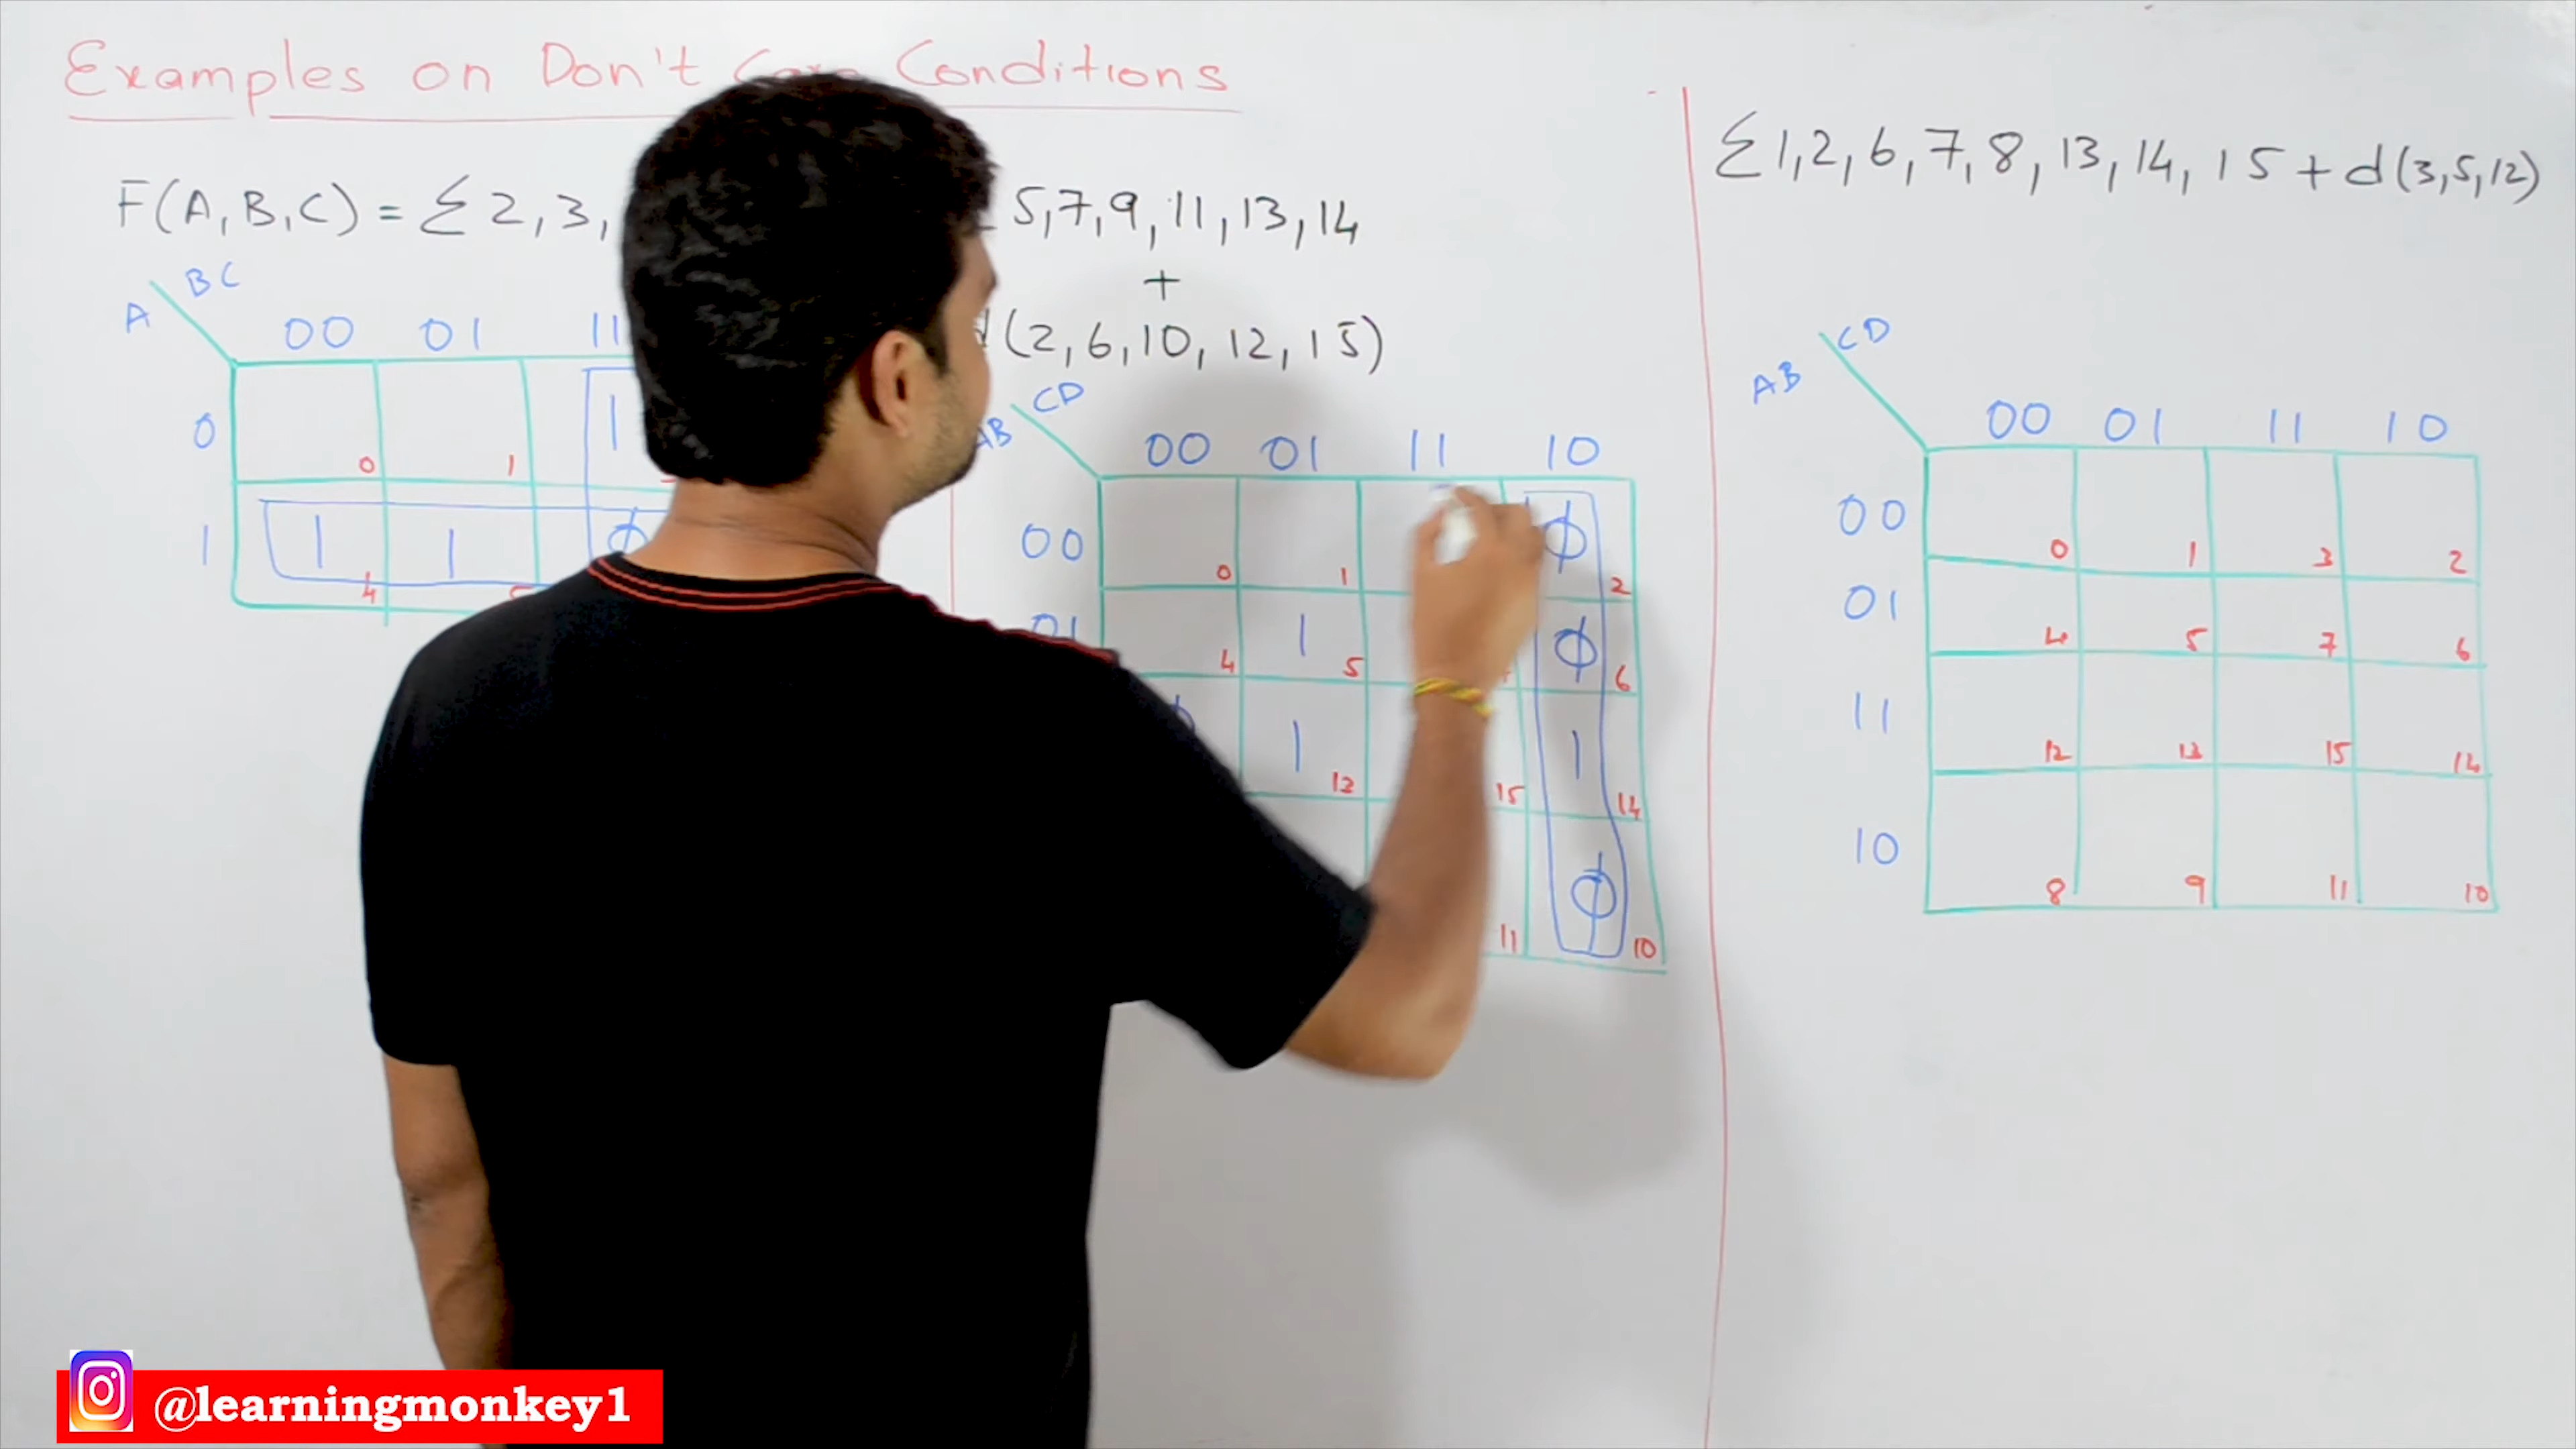 Examples on Don't Conditions
F(A,B,C) = Σ 2,3,
A
BC
00 01 11
0
1
0 1
1
1 1 ϕ
4
5,7,9,11,13,14
+
(2,6,10,12,15)
AB
CD
00 01 11 10
00
ϕ
0 1 2
01
1 ϕ
4 5 6
1 1
13 15 14
ϕ
11 10
Σ 1,2,6,7,8,13,14,15 + d(3,5,12)
AB
CD
00 01 11 10
00
0 1 3 2
01
4 5 7 6
11
12 13 15 14
10
8 9 11 10
@learningmonkey1